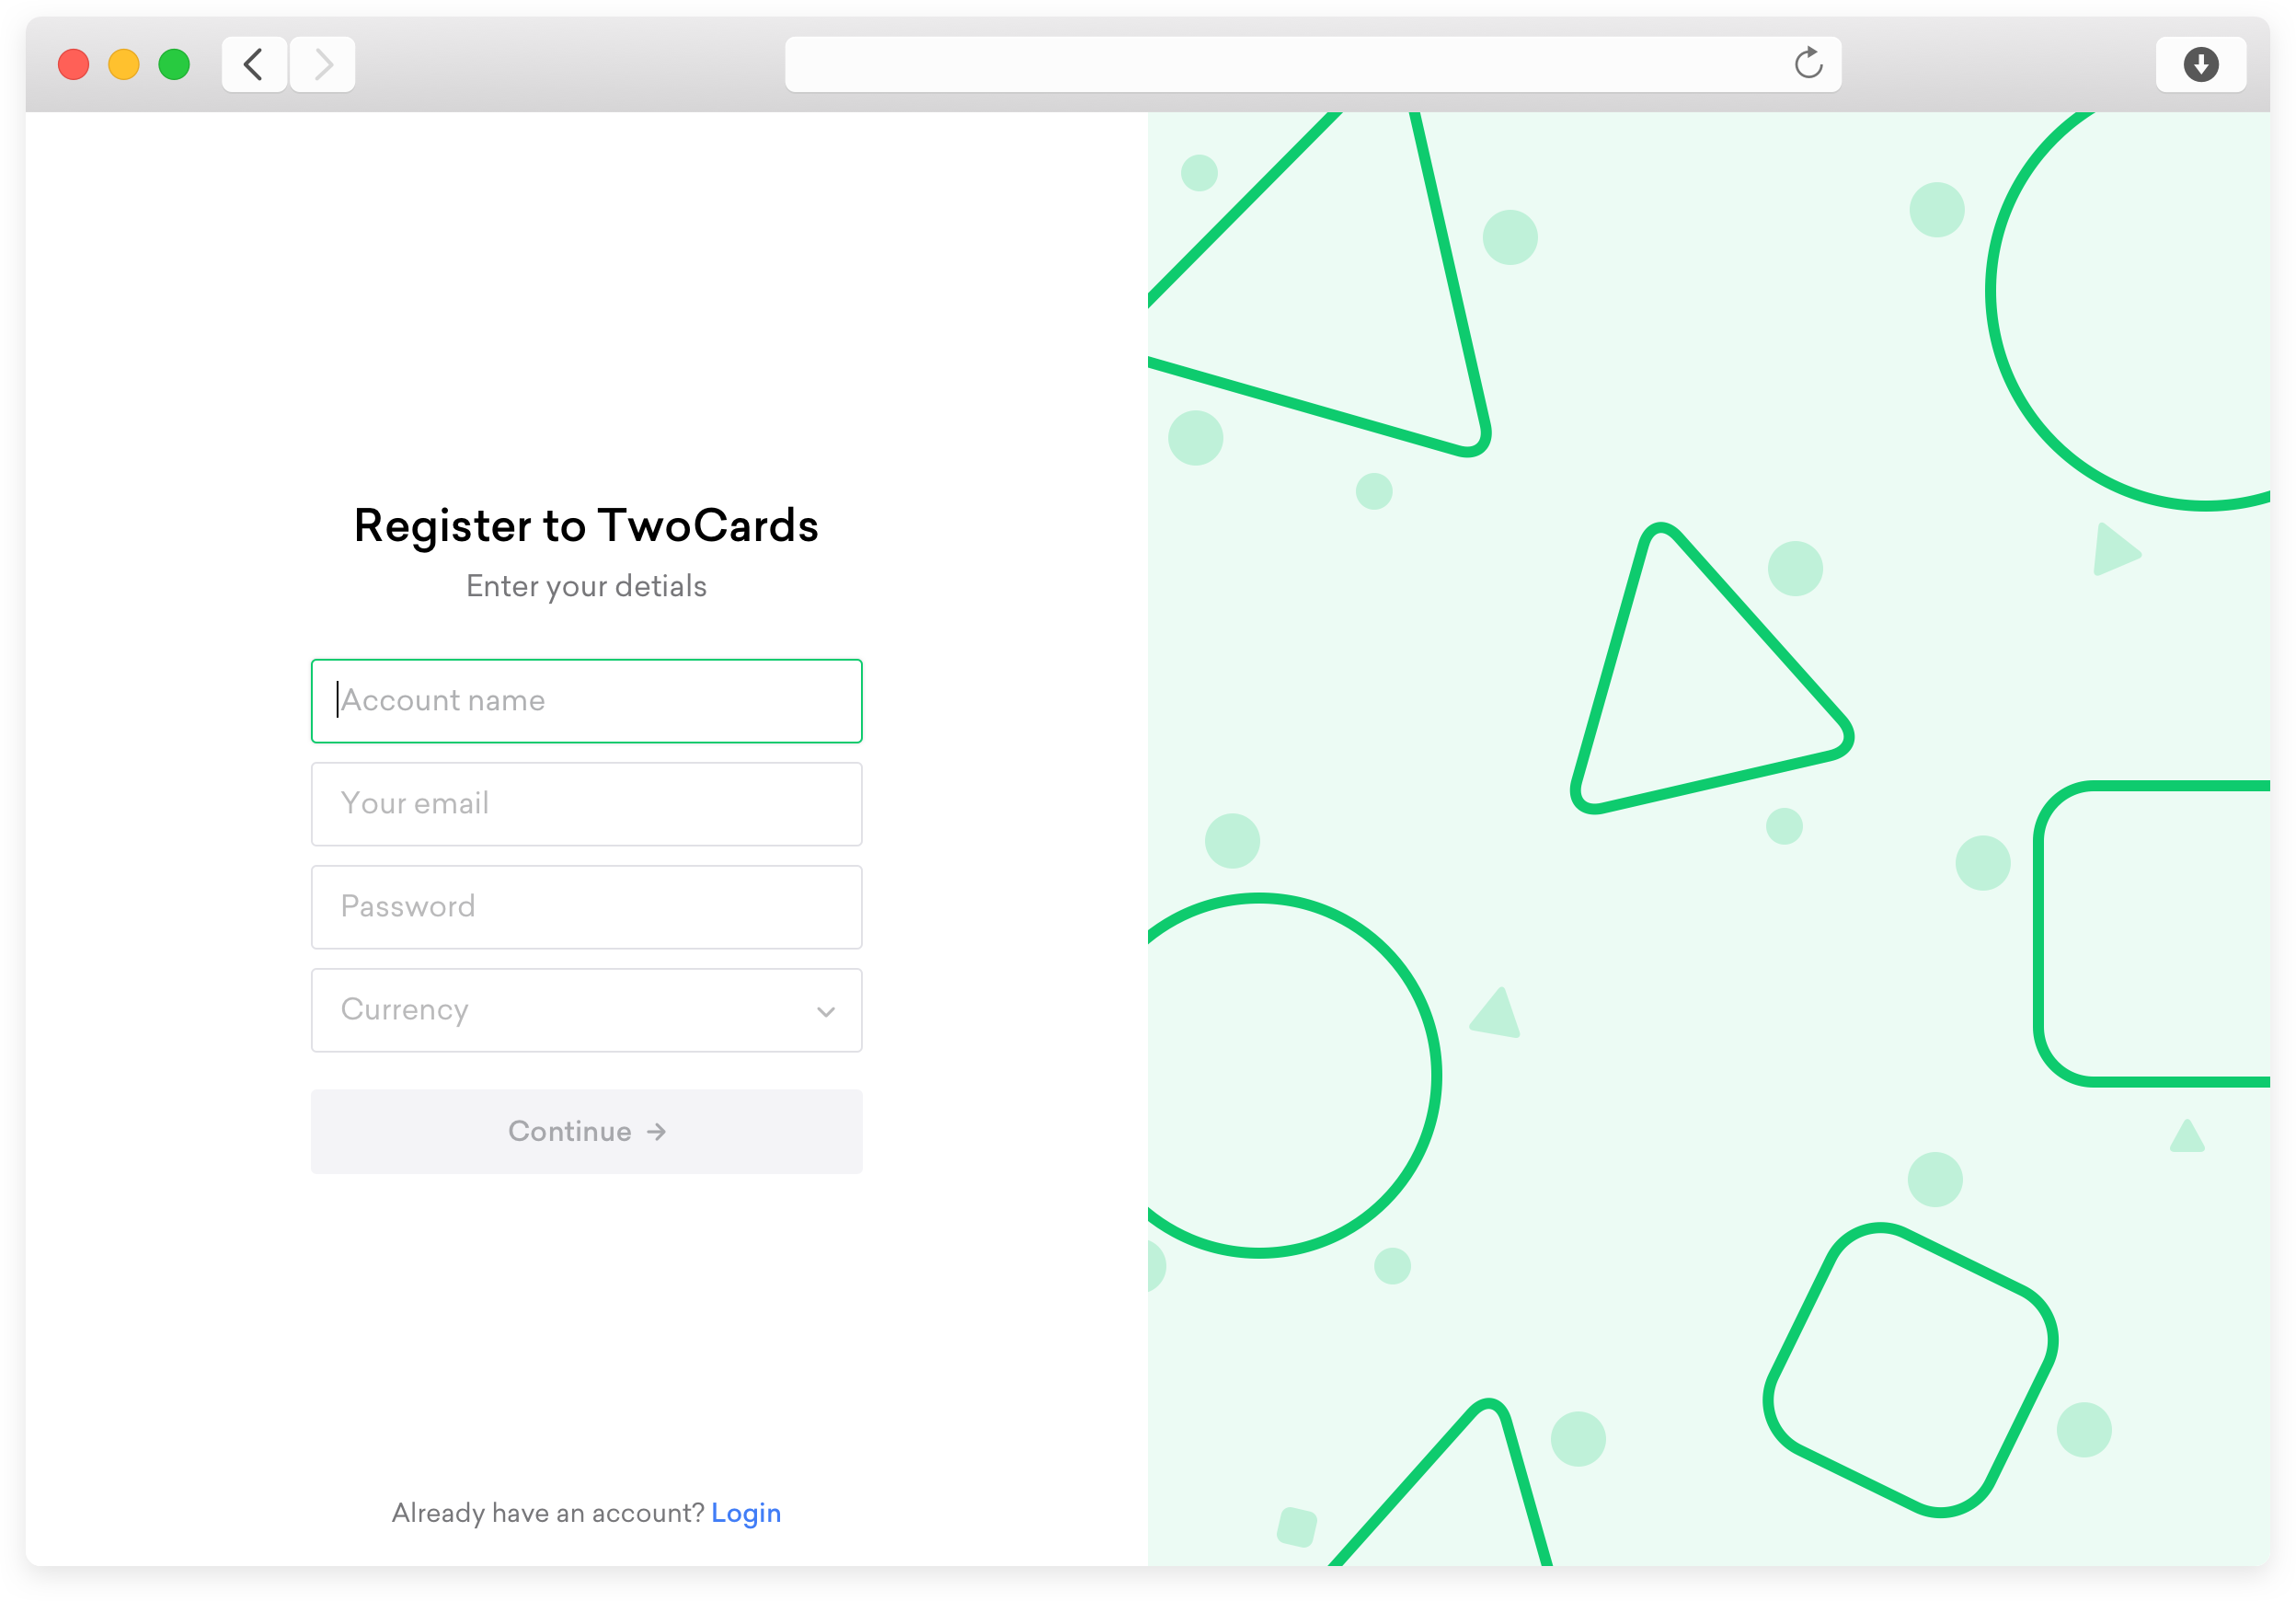 Register to TwoCards
Enter your detials
Account name
Your email
Password
Currency
Continue →
Already have an account? Login